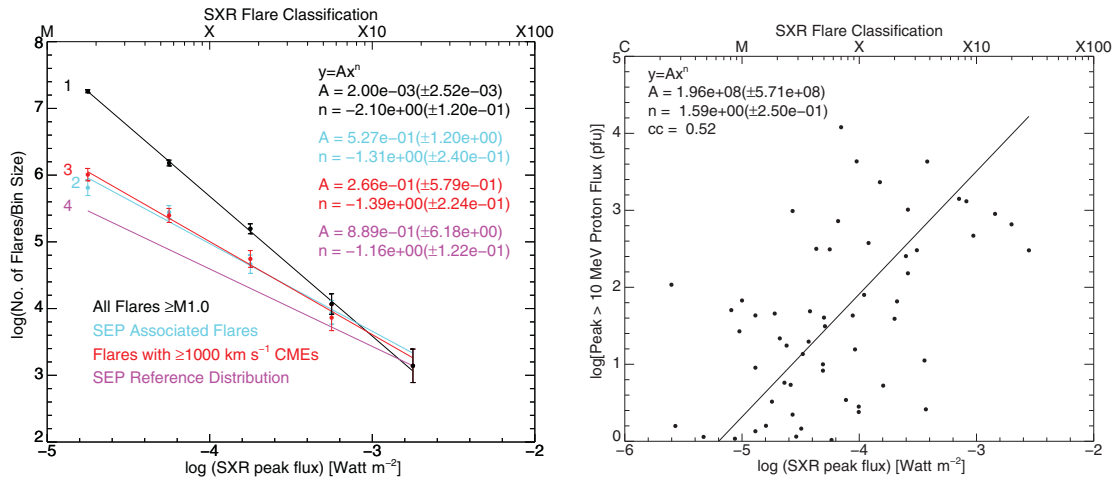 SXR Flare Classification
M X X10 X100
8
7
6
5
4
3
2
log(No. of Flares/Bin Size)
1
3
2
4
y=Axⁿ
A = 2.00e−03(±2.52e−03)
n = −2.10e+00(±1.20e−01)
A = 5.27e−01(±1.20e+00)
n = −1.31e+00(±2.40e−01)
A = 2.66e−01(±5.79e−01)
n = −1.39e+00(±2.24e−01)
A = 8.89e−01(±6.18e+00)
n = −1.16e+00(±1.22e−01)
All Flares ≥M1.0
SEP Associated Flares
Flares with ≥1000 km s⁻¹ CMEs
SEP Reference Distribution
−5 −4 −3 −2
log (SXR peak flux) [Watt m⁻²]
SXR Flare Classification
C M X X10 X100
5
4
3
2
1
0
log[Peak > 10 MeV Proton Flux (pfu)]
y=Axⁿ
A = 1.96e+08(±5.71e+08)
n = 1.59e+00(±2.50e−01)
cc = 0.52
−6 −5 −4 −3 −2
log (SXR peak flux) [Watt m⁻²]